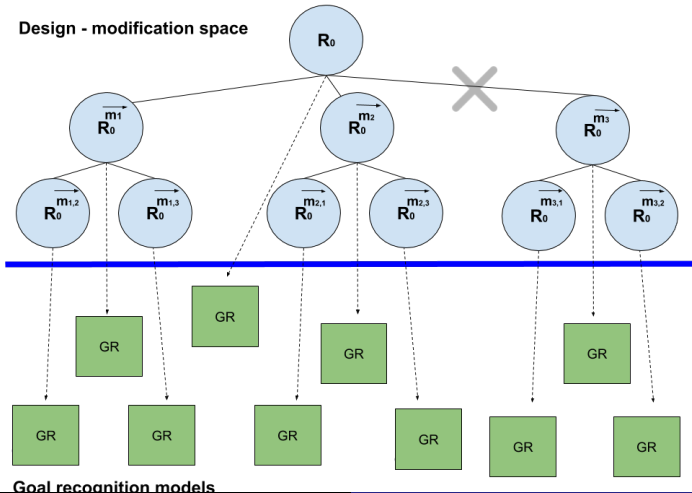 Design - modification space
R₀
R₀ m₁
R₀ m₂
R₀ m₃
R₀ m₁,₂
R₀ m₁,₃
R₀ m₂,₁
R₀ m₂,₃
R₀ m₃,₁
R₀ m₃,₂
GR
GR
GR
GR
GR
GR
GR
GR
GR
GR
Goal recognition models